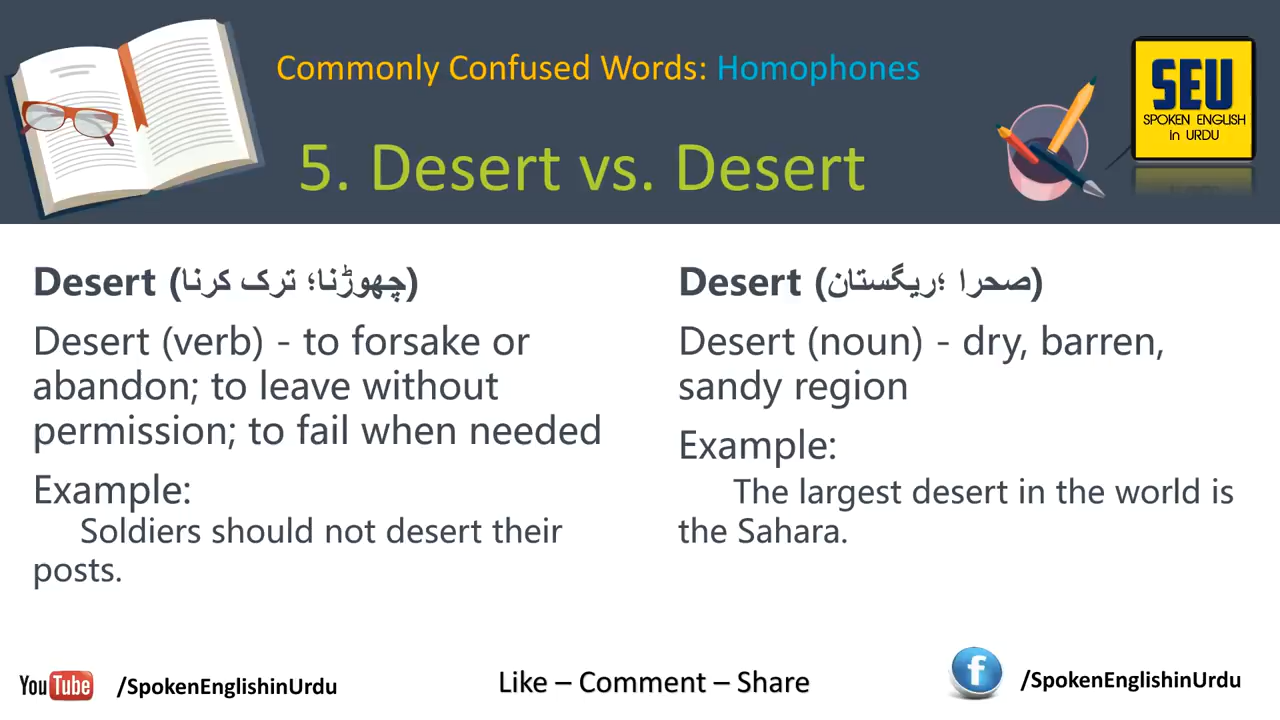 Commonly Confused Words: Homophones
SEU
SPOKEN ENGLISH
in URDU
5. Desert vs. Desert
Desert (چھوڑنا؛ ترک کرنا)
Desert (verb) - to forsake or
abandon; to leave without
permission; to fail when needed
Example:
Soldiers should not desert their
posts.
Desert (صحرا ؛ریگستان)
Desert (noun) - dry, barren,
sandy region
Example:
The largest desert in the world is
the Sahara.
YouTube /SpokenEnglishinUrdu
Like – Comment – Share
f /SpokenEnglishinUrdu